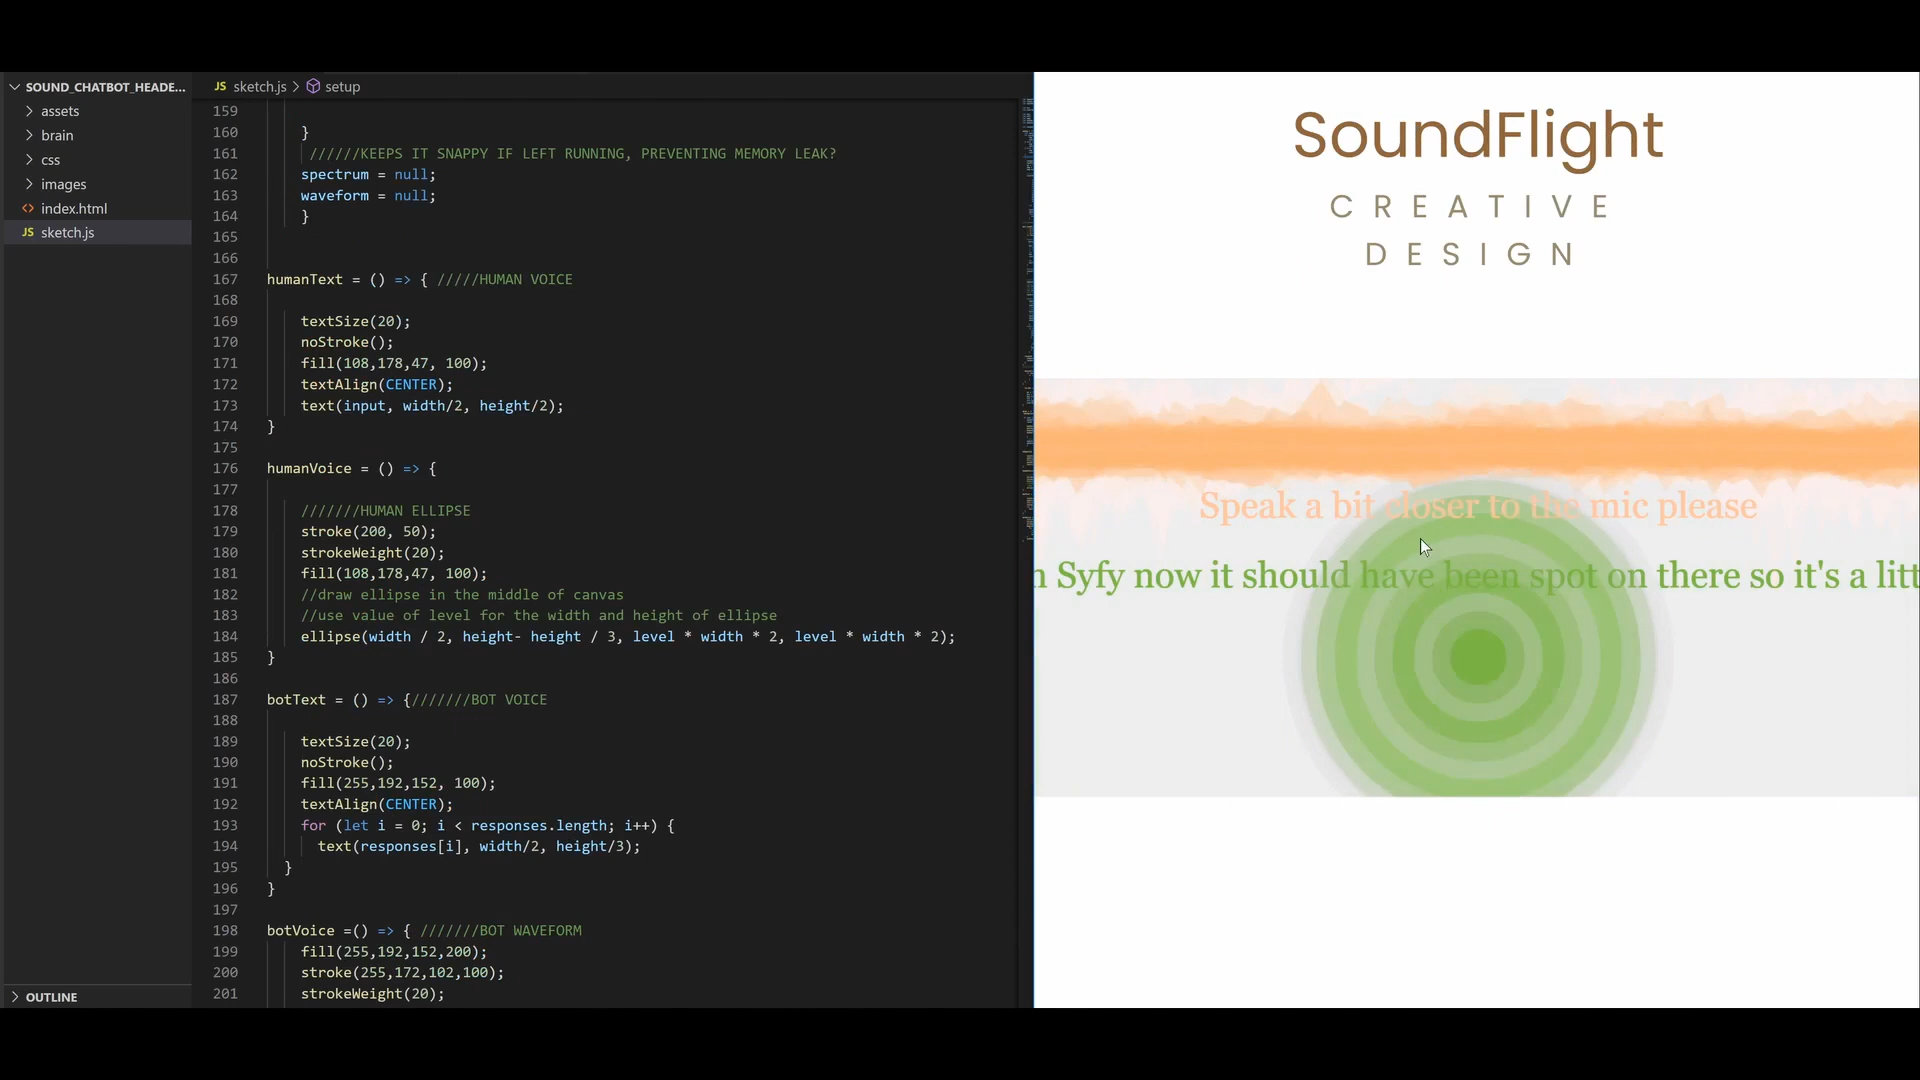 SOUND_CHATBOT_HEADE...
assets
brain
css
images
index.html
JS sketch.js
OUTLINE
JS sketch.js > setup
159
160 }
161 //////KEEPS IT SNAPPY IF LEFT RUNNING, PREVENTING MEMORY LEAK?
162 spectrum = null;
163 waveform = null;
164 }
165
166
167 humanText = () => { /////HUMAN VOICE
168
169 textSize(20);
170 noStroke();
171 fill(108,178,47, 100);
172 textAlign(CENTER);
173 text(input, width/2, height/2);
174 }
175
176 humanVoice = () => {
177
178 ///////HUMAN ELLIPSE
179 stroke(200, 50);
180 strokeWeight(20);
181 fill(108,178,47, 100);
182 //draw ellipse in the middle of canvas
183 //use value of level for the width and height of ellipse
184 ellipse(width / 2, height- height / 3, level * width * 2, level * width * 2);
185 }
186
187 botText = () => {///////BOT VOICE
188
189 textSize(20);
190 noStroke();
191 fill(255,192,152, 100);
192 textAlign(CENTER);
193 for (let i = 0; i < responses.length; i++) {
194 text(responses[i], width/2, height/3);
195 }
196 }
197
198 botVoice =() => { ///////BOT WAVEFORM
199 fill(255,192,152,200);
200 stroke(255,172,102,100);
201 strokeWeight(20);
SoundFlight
CREATIVE
DESIGN
Speak a bit closer to the mic please
Syfy now it should have been spot on there so it's a litt